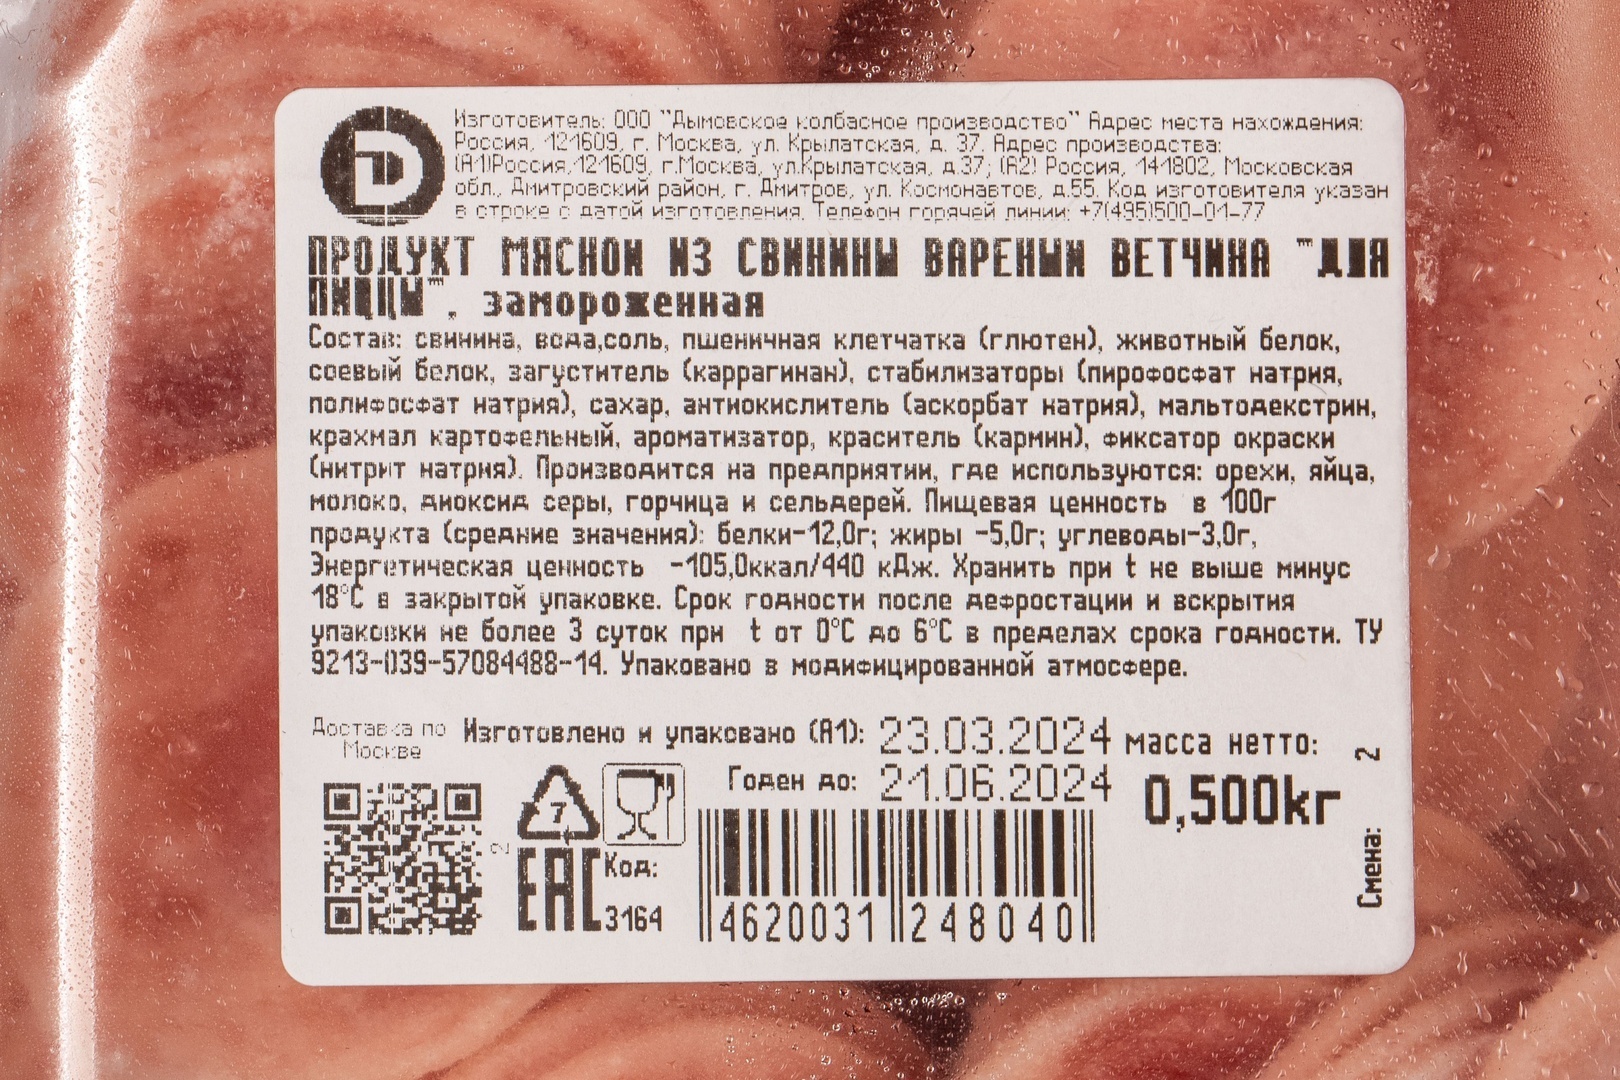 Изготовитель: ООО "Дымовское колбасное производство" Адрес места нахождения:
Россия, 121609, г. Москва, ул. Крылатская, д. 37. Адрес производства:
(А1)Россия,121609, г.Москва, ул.Крылатская, д.37; (А2) Россия, 141802, Московская
обл., Дмитровский район, г. Дмитров, ул. Космонавтов, д.55. Код изготовителя указан
в строке с датой изготовления. Телефон горячей линии: +7(495)500-01-77
ПРОДУКТ МЯСНОЙ ИЗ СВИНИНЫ ВАРЕНЫЙ ВЕТЧИНА "ДЛЯ
ПИЦЦЫ", замороженная
Состав: свинина, вода,соль, пшеничная клетчатка (глютен), животный белок,
соевый белок, загуститель (каррагинан), стабилизаторы (пирофосфат натрия,
полифосфат натрия), сахар, антиокислитель (аскорбат натрия), мальтодекстрин,
крахмал картофельный, ароматизатор, краситель (кармин), фиксатор окраски
(нитрит натрия). Производится на предприятии, где используются: орехи, яйца,
молоко, диоксид серы, горчица и сельдерей. Пищевая ценность в 100г
продукта (средние значения): белки-12,0г; жиры -5,0г; углеводы-3,0г,
Энергетическая ценность -105,0ккал/440 кДж. Хранить при t не выше минус
18°С в закрытой упаковке. Срок годности после дефростации и вскрытия
упаковки не более 3 суток при t от 0°С до 6°С в пределах срока годности. ТУ
9213-039-57084488-14. Упаковано в модифицированной атмосфере.
Доставка по
Москве
Изготовлено и упаковано (А1): 23.03.2024
Годен до: 21.06.2024
масса нетто:
0,500кг
Смена: 2
7
2
ЕАС
Код:
3164
4620031 248040